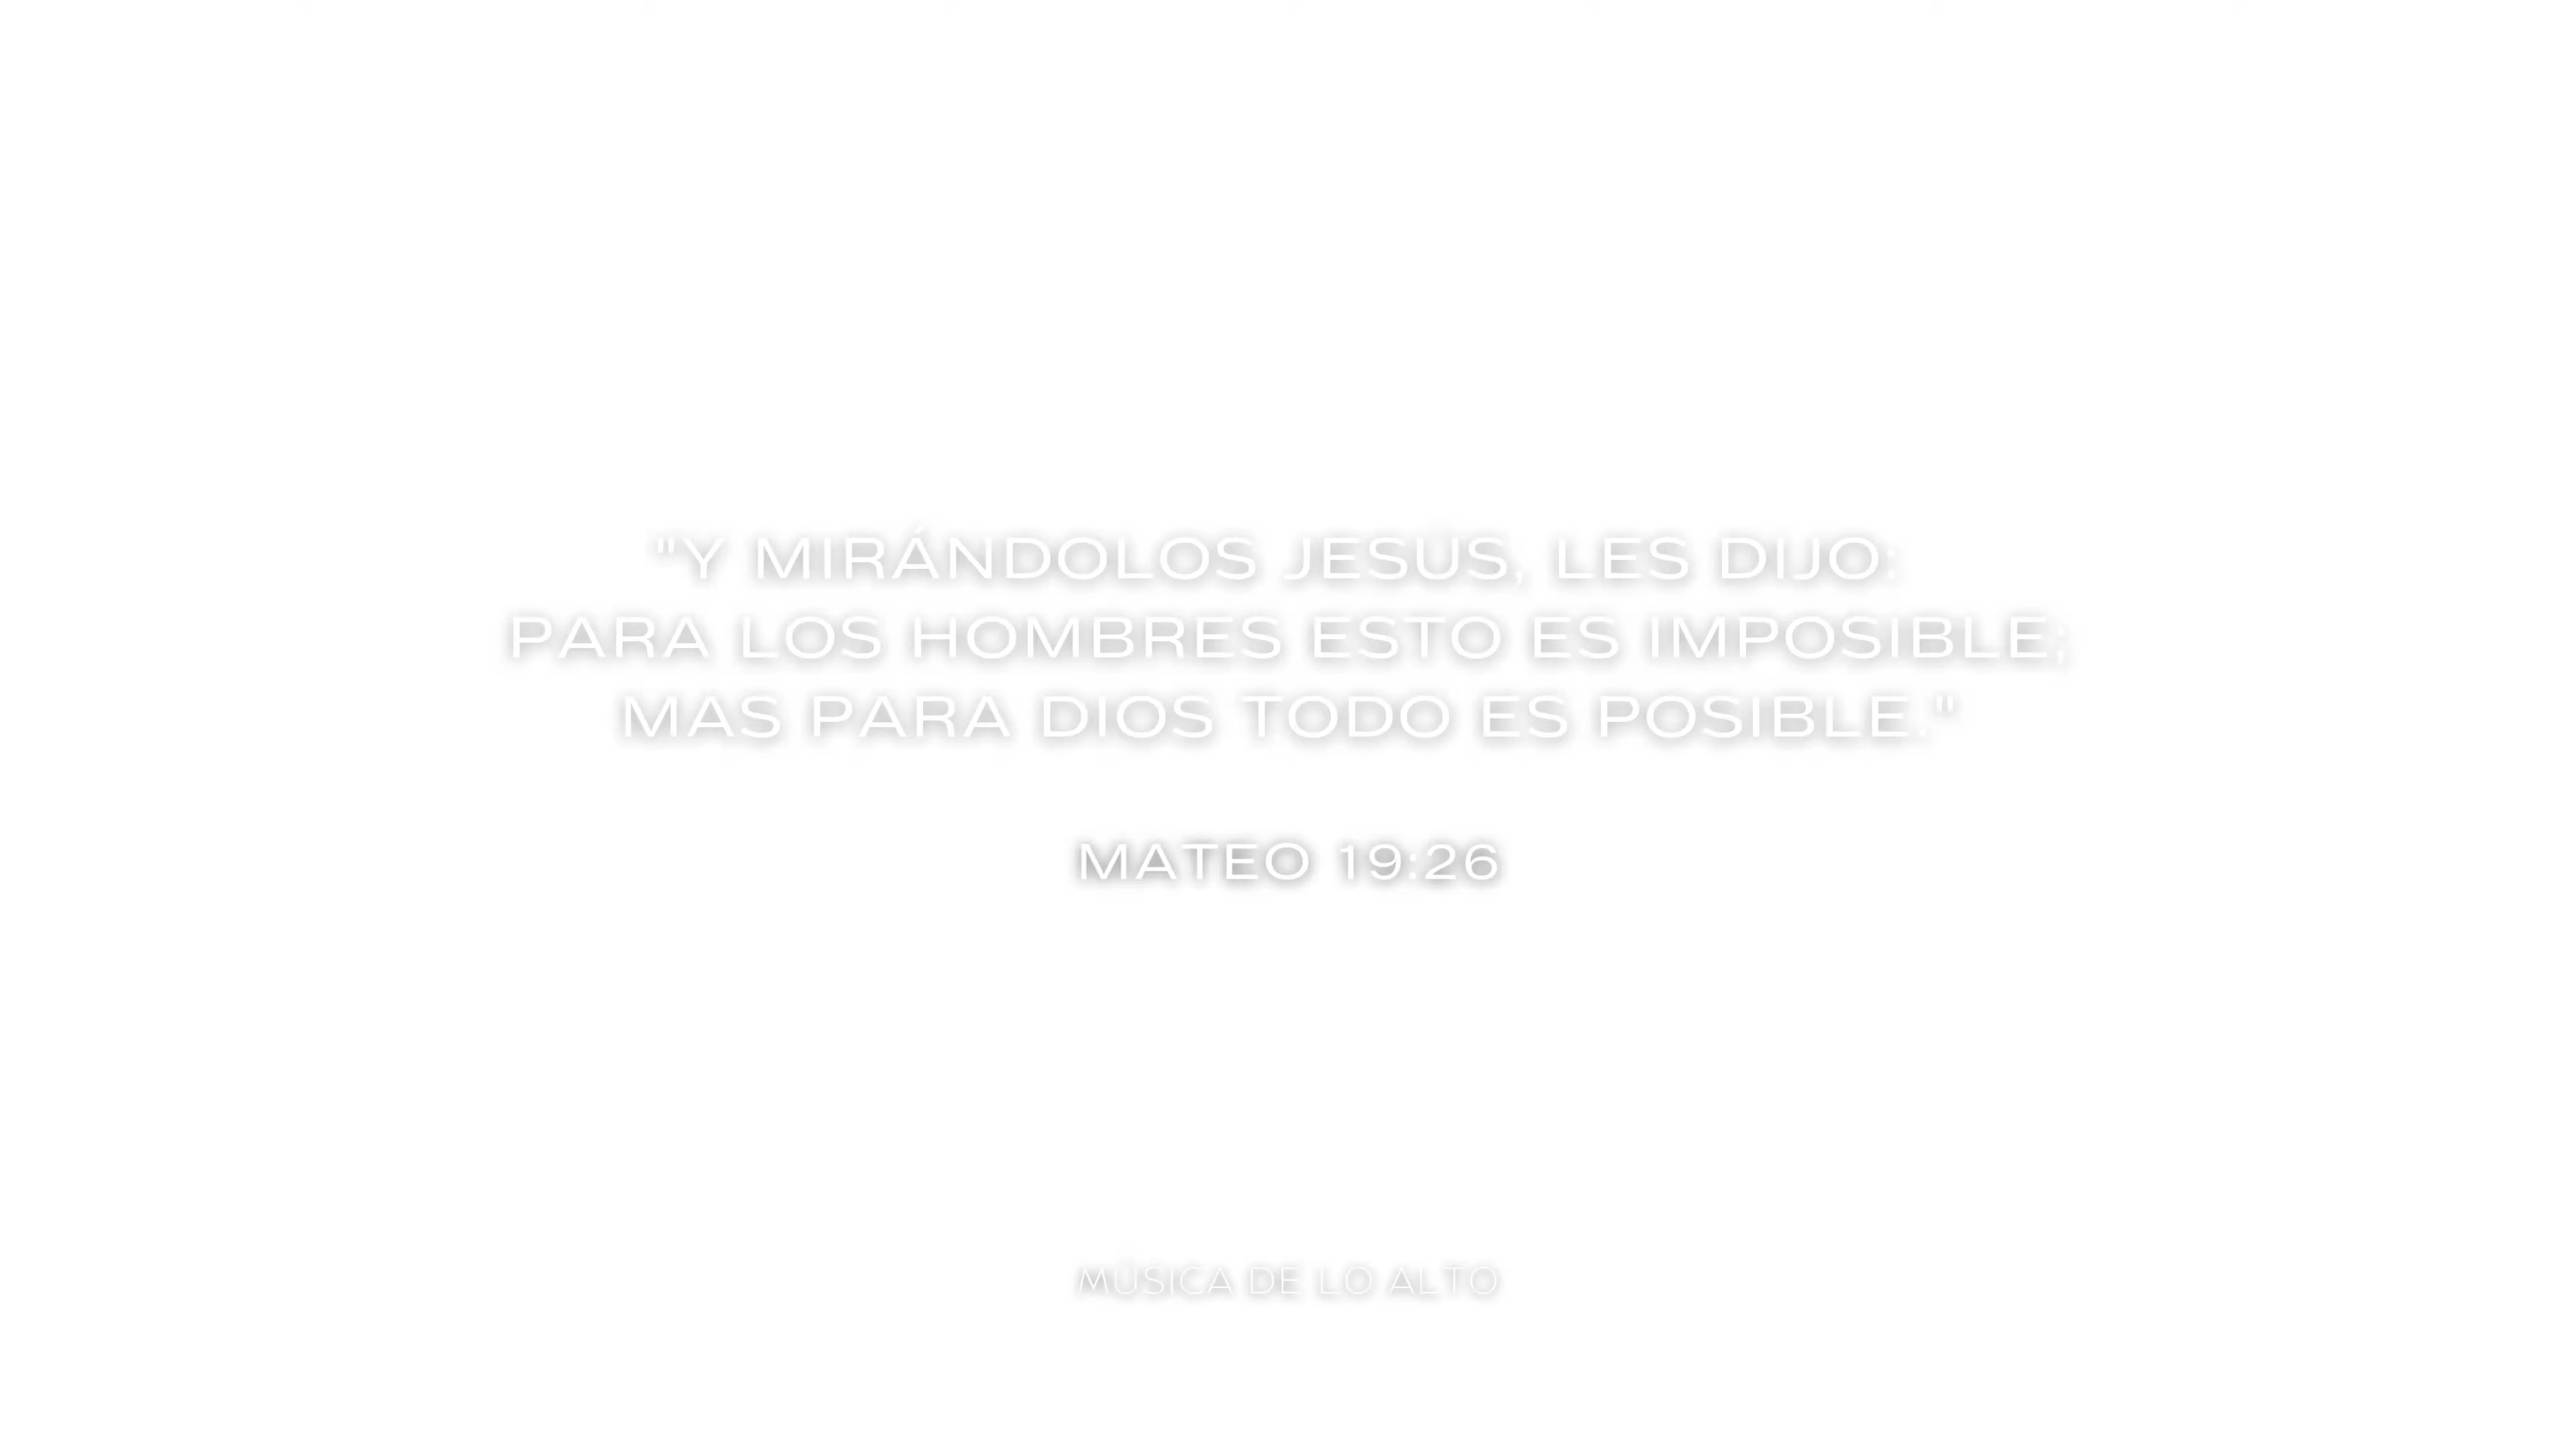 "Y MIRÁNDOLOS JESÚS, LES DIJO:
PARA LOS HOMBRES ESTO ES IMPOSIBLE;
MAS PARA DIOS TODO ES POSIBLE."
MATEO 19:26
MÚSICA DE LO ALTO